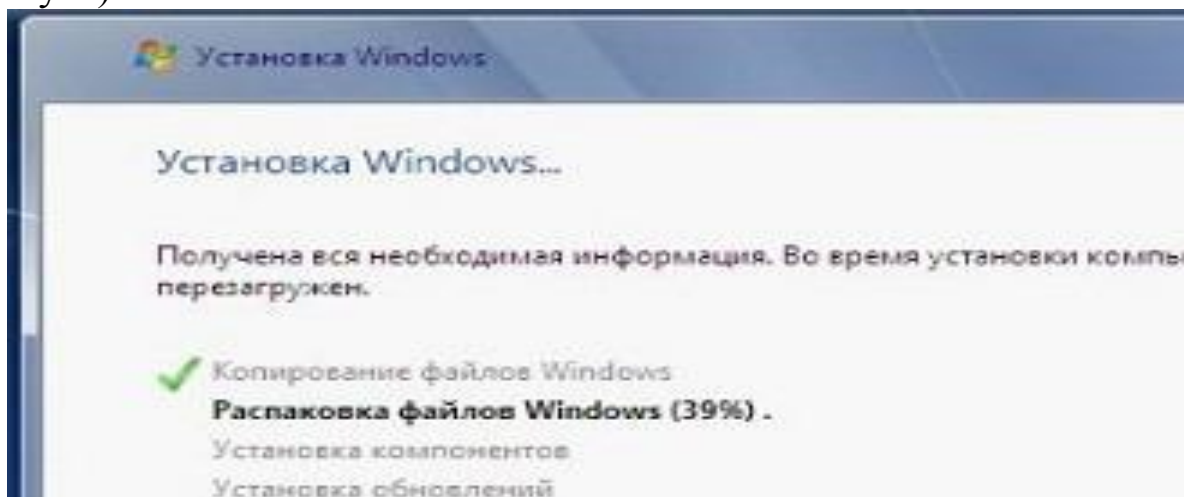 Установка Windows
Установка Windows...
Получена вся необходимая информация. Во время установки
перезагружен.
Копирование файлов Windows
Распаковка файлов Windows (39%) .
Установка компонентов
Установка обновлений